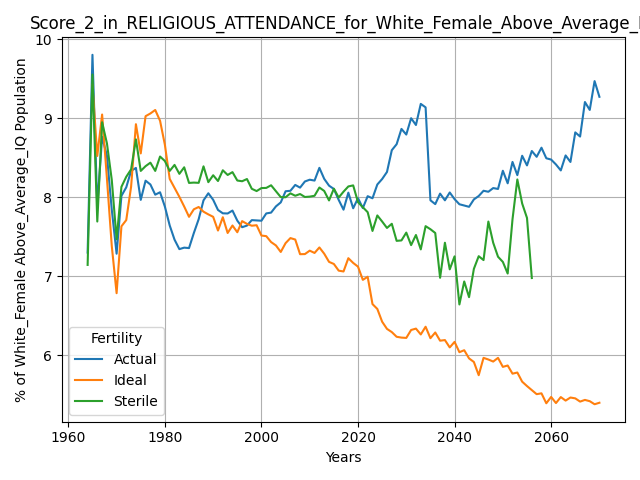 Score_2_in_RELIGIOUS_ATTENDANCE_for_White_Female_Above_Average_
% of White_Female Above_Average_IQ Population
10
9
8
7
6
Fertility
Actual
Ideal
Sterile
1960 1980 2000 2020 2040 2060
Years